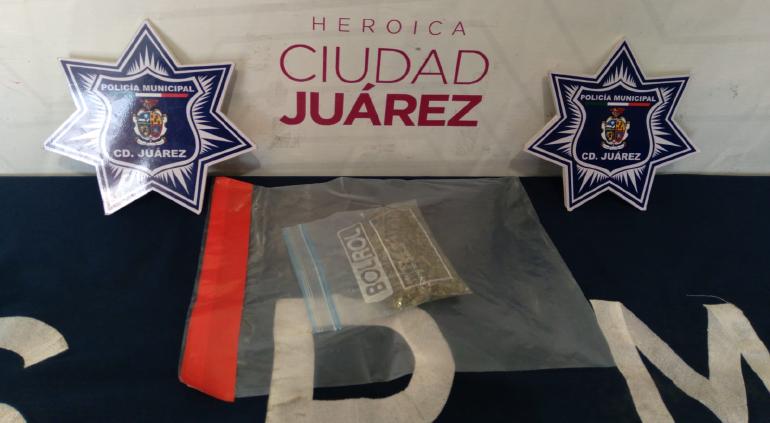 HEROICA
CIUDAD
JUÁREZ
POLICÍA MUNICIPAL
CD. JUÁREZ
POLICÍA MUNICIPAL
CD. JUÁREZ
BOLROL
S P M